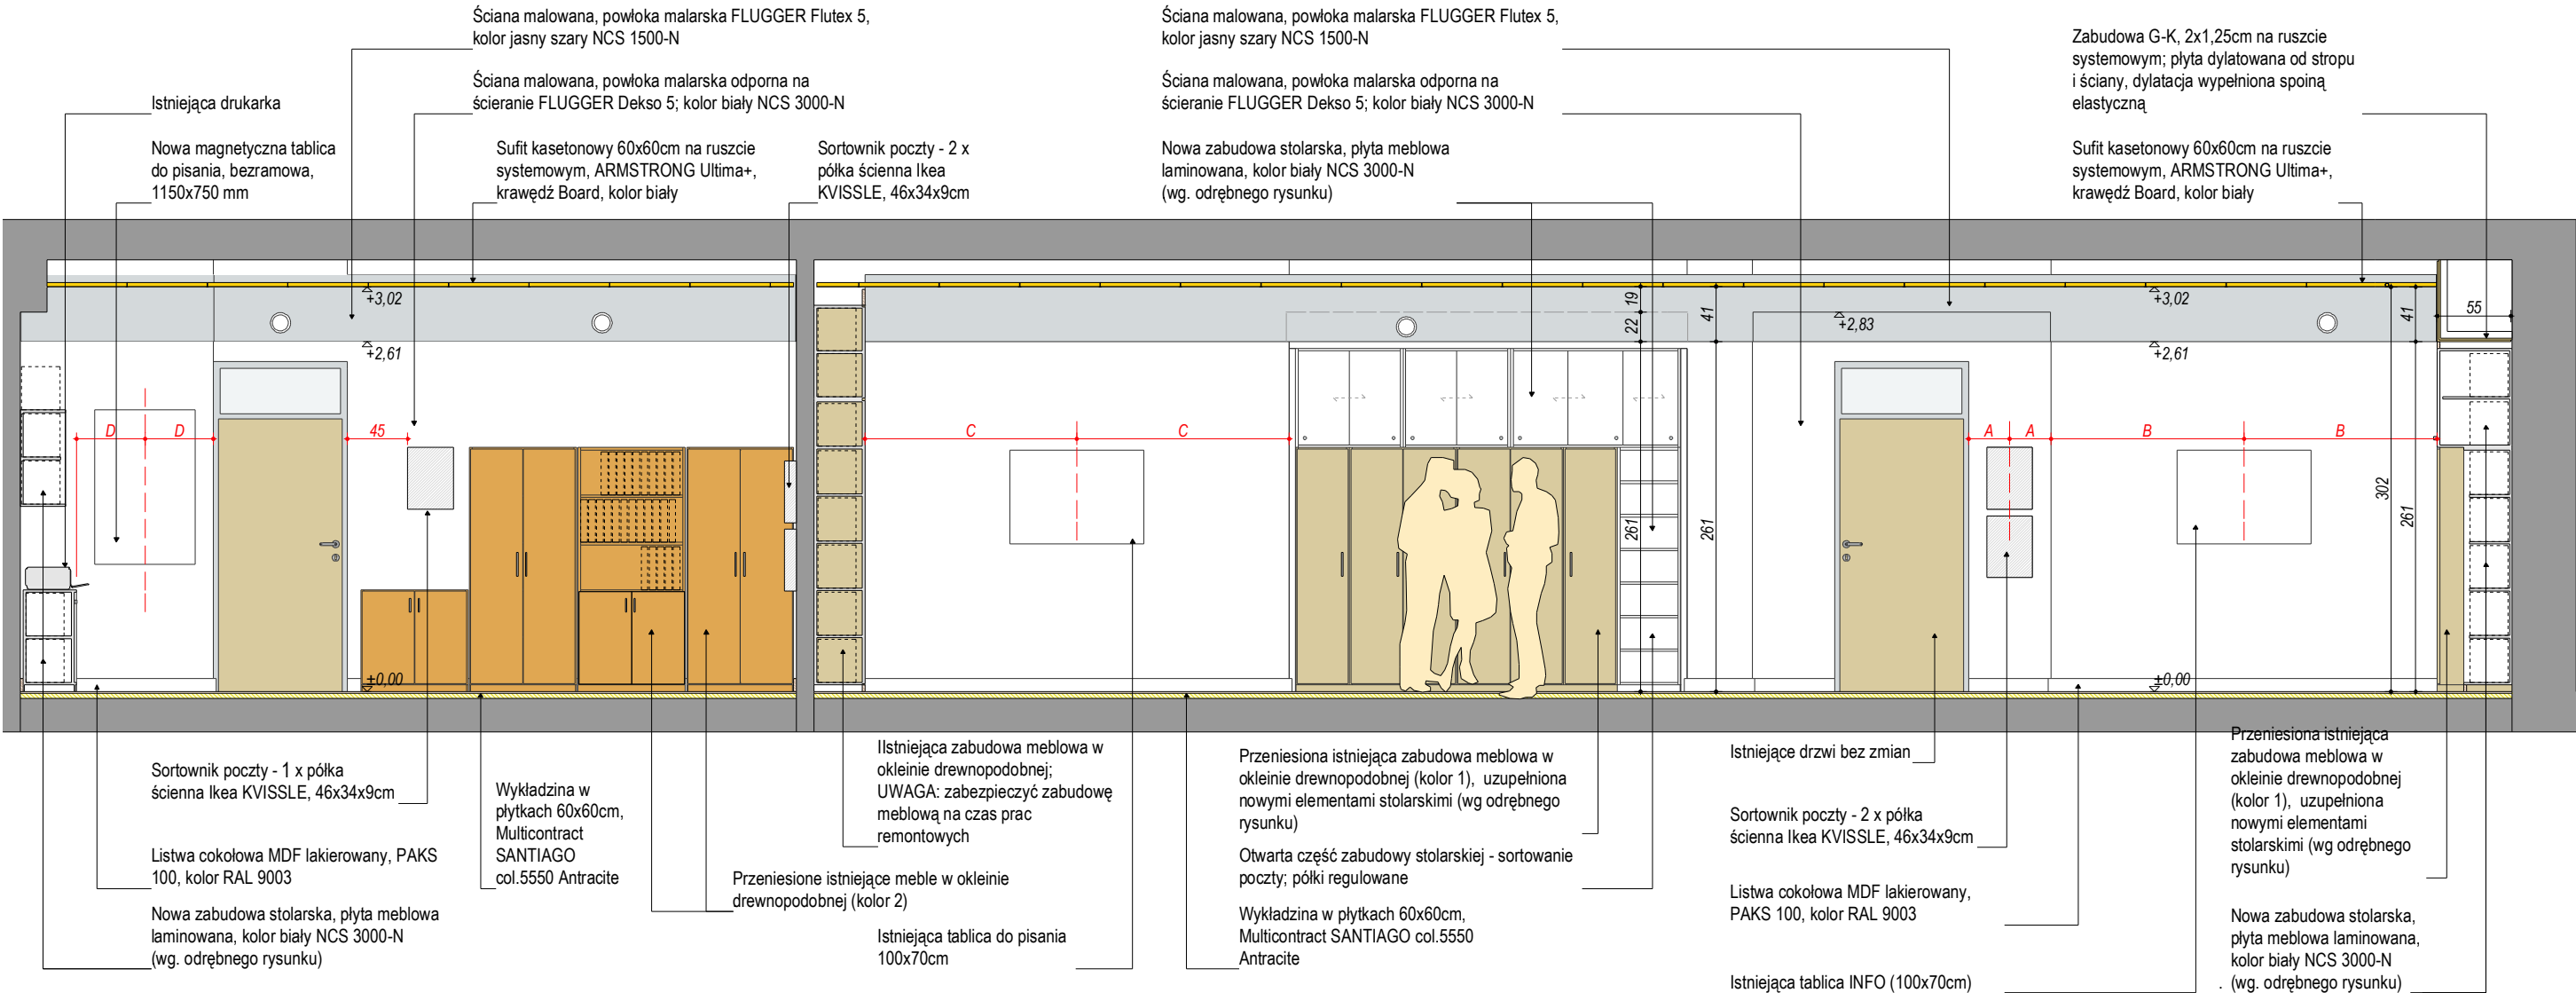 Ściana malowana, powłoka malarska FLUGGER Flutex 5,
kolor jasny szary NCS 1500-N
Ściana malowana, powłoka malarska odporna na
ścieranie FLUGGER Dekso 5; kolor biały NCS 3000-N
Istniejąca drukarka
Nowa magnetyczna tablica
do pisania, bezramowa,
1150x750 mm
Sufit kasetonowy 60x60cm na ruszcie
systemowym, ARMSTRONG Ultima+,
krawędź Board, kolor biały
Sortownik poczty - 2 x
półka ścienna Ikea
KVISSLE, 46x34x9cm
Ściana malowana, powłoka malarska FLUGGER Flutex 5,
kolor jasny szary NCS 1500-N
Ściana malowana, powłoka malarska odporna na
ścieranie FLUGGER Dekso 5; kolor biały NCS 3000-N
Nowa zabudowa stolarska, płyta meblowa
laminowana, kolor biały NCS 3000-N
(wg. odrębnego rysunku)
Zabudowa G-K, 2x1,25cm na ruszcie
systemowym; płyta dylatowana od stropu
i ściany, dylatacja wypełniona spoiną
elastyczną
Sufit kasetonowy 60x60cm na ruszcie
systemowym, ARMSTRONG Ultima+,
krawędź Board, kolor biały
+3,02
+2,61
D D
45
±0,00
C C
19
22
41
261
261
+2,83
+3,02
+2,61
A A
B B
302
41
261
55
±0,00
Sortownik poczty - 1 x półka
ścienna Ikea KVISSLE, 46x34x9cm
Listwa cokołowa MDF lakierowany, PAKS
100, kolor RAL 9003
Nowa zabudowa stolarska, płyta meblowa
laminowana, kolor biały NCS 3000-N
(wg. odrębnego rysunku)
Wykładzina w
płytkach 60x60cm,
Multicontract
SANTIAGO
col.5550 Antracite
Przeniesione istniejące meble w okleinie
drewnopodobnej (kolor 2)
IIstniejąca zabudowa meblowa w
okleinie drewnopodobnej;
UWAGA: zabezpieczyć zabudowę
meblową na czas prac
remontowych
Istniejąca tablica do pisania
100x70cm
Przeniesiona istniejąca zabudowa meblowa w
okleinie drewnopodobnej (kolor 1), uzupełniona
nowymi elementami stolarskimi (wg odrębnego
rysunku)
Otwarta część zabudowy stolarskiej - sortowanie
poczty; półki regulowane
Wykładzina w płytkach 60x60cm,
Multicontract SANTIAGO col.5550
Antracite
Istniejące drzwi bez zmian
Sortownik poczty - 2 x półka
ścienna Ikea KVISSLE, 46x34x9cm
Listwa cokołowa MDF lakierowany,
PAKS 100, kolor RAL 9003
Istniejąca tablica INFO (100x70cm)
Przeniesiona istniejąca
zabudowa meblowa w
okleinie drewnopodobnej
(kolor 1), uzupełniona
nowymi elementami
stolarskimi (wg odrębnego
rysunku)
Nowa zabudowa stolarska,
płyta meblowa laminowana,
kolor biały NCS 3000-N
. (wg. odrębnego rysunku)